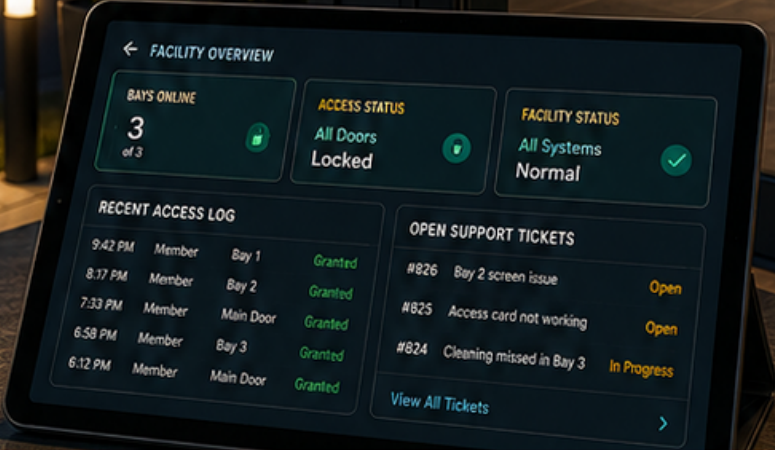 ← FACILITY OVERVIEW
BAYS ONLINE
3
of 3
ACCESS STATUS
All Doors
Locked
FACILITY STATUS
All Systems
Normal
RECENT ACCESS LOG
9:42 PM Member Bay 1 Granted
8:17 PM Member Bay 2 Granted
7:33 PM Member Main Door Granted
6:58 PM Member Bay 3 Granted
6:12 PM Member Main Door Granted
OPEN SUPPORT TICKETS
#826 Bay 2 screen issue Open
#825 Access card not working Open
#824 Cleaning missed in Bay 3 In Progress
View All Tickets >